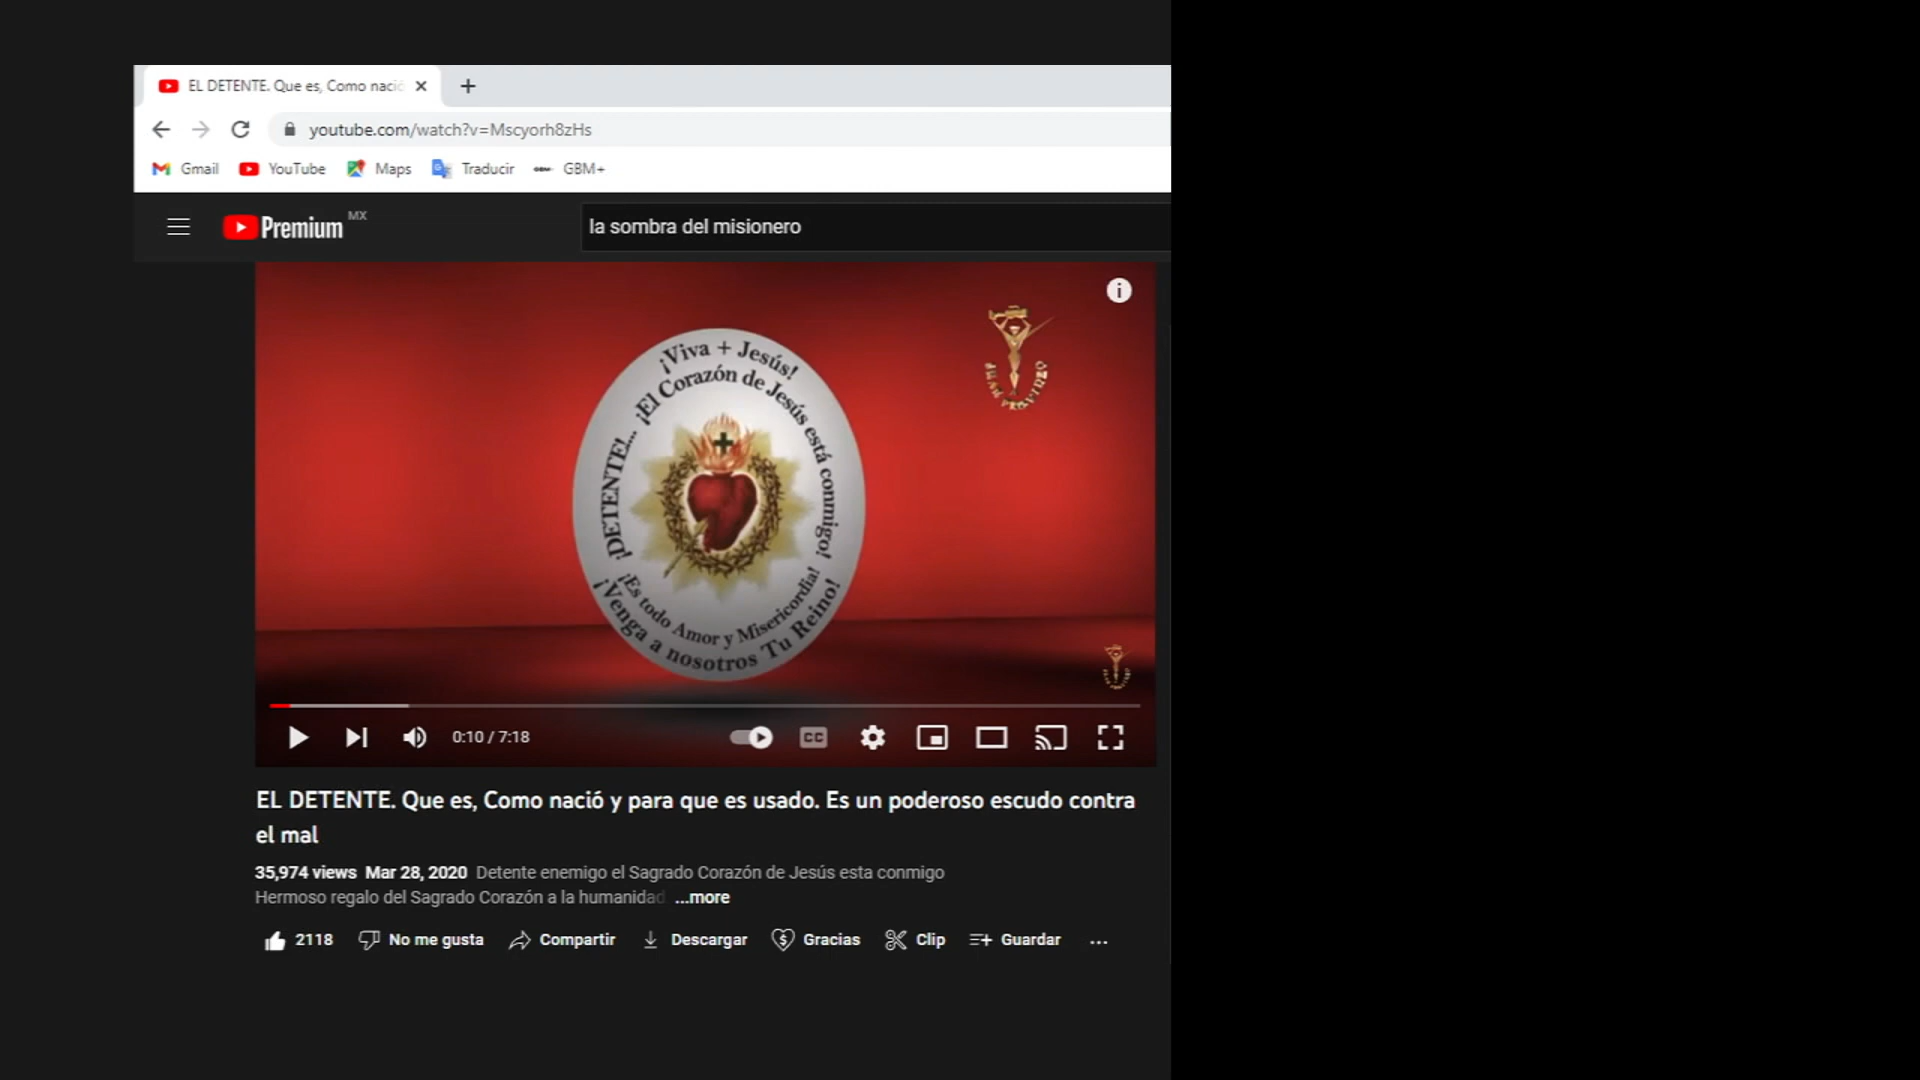 EL DETENTE. Que es, Como nació
youtube.com/watch?v=Mscyorh8zHs
Gmail YouTube Maps Traducir GBM+
Premium MX
la sombra del misionero
¡Viva + Jesús!
¡DETENTE!... ¡El Corazón de Jesús está conmigo!
¡Es todo Amor y Misericordia!
¡Venga a nosotros Tu Reino!
0:10 / 7:18
CC
EL DETENTE. Que es, Como nació y para que es usado. Es un poderoso escudo contra
el mal
35,974 views Mar 28, 2020 Detente enemigo el Sagrado Corazón de Jesús esta conmigo
Hermoso regalo del Sagrado Corazón a la humanidad ...more
2118 No me gusta Compartir Descargar Gracias Clip Guardar ...